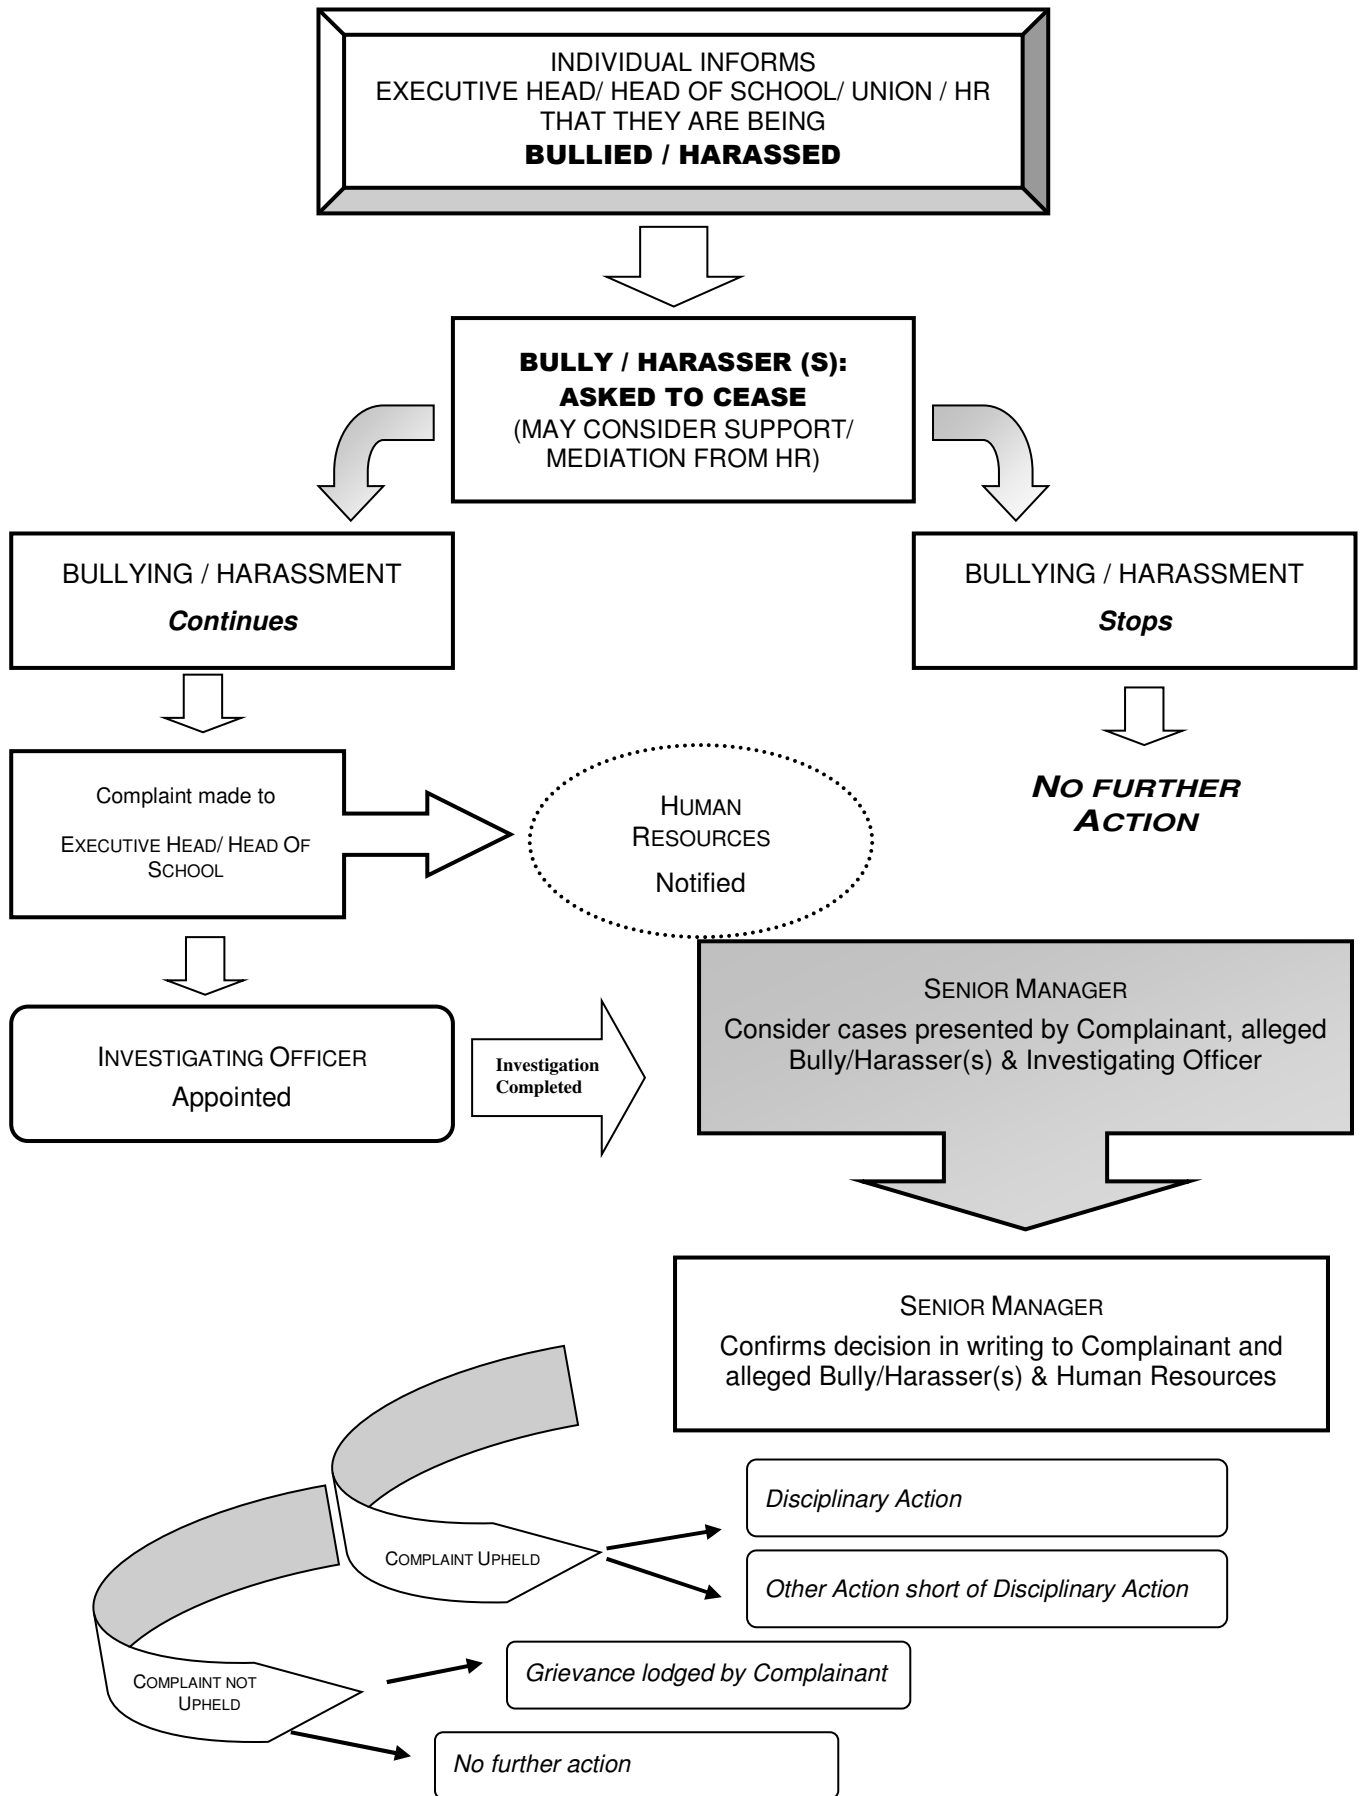 INDIVIDUAL INFORMS
EXECUTIVE HEAD/ HEAD OF SCHOOL/ UNION / HR
THAT THEY ARE BEING
BULLIED / HARASSED
BULLY / HARASSER (S):
ASKED TO CEASE
(MAY CONSIDER SUPPORT/
MEDIATION FROM HR)
BULLYING / HARASSMENT
Continues
BULLYING / HARASSMENT
Stops
Complaint made to
EXECUTIVE HEAD/ HEAD OF
SCHOOL
HUMAN
RESOURCES
Notified
NO FURTHER
ACTION
INVESTIGATING OFFICER
Appointed
Investigation
Completed
SENIOR MANAGER
Consider cases presented by Complainant, alleged
Bully/Harasser(s) & Investigating Officer
SENIOR MANAGER
Confirms decision in writing to Complainant and
alleged Bully/Harasser(s) & Human Resources
COMPLAINT UPHELD
Disciplinary Action
Other Action short of Disciplinary Action
COMPLAINT NOT
UPHELD
Grievance lodged by Complainant
No further action